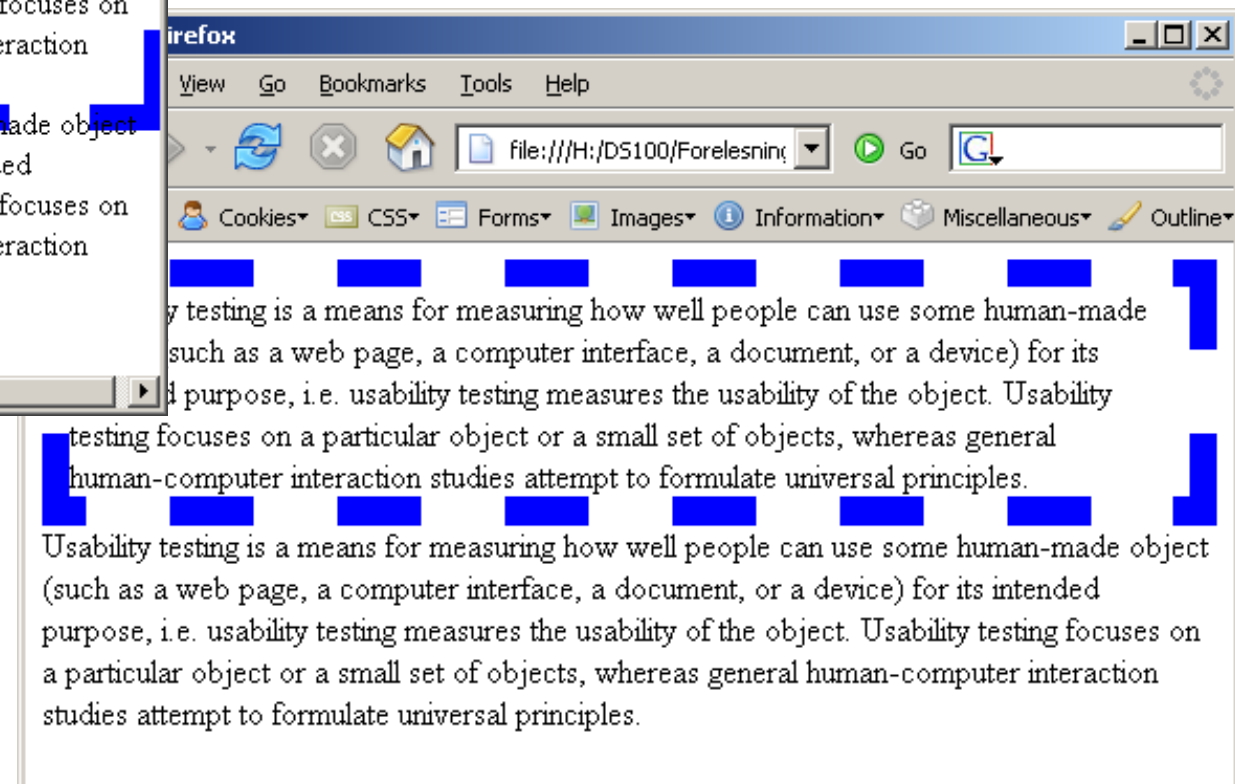 focuses on
eraction
made object
focuses on
eraction
View Go Bookmarks Tools Help
file:///H:/DS100/Forelesning
Go
G
Cookies CSS Forms Images Information Miscellaneous Outline
testing is a means for measuring how well people can use some human-made
such as a web page, a computer interface, a document, or a device) for its
purpose, i.e. usability testing measures the usability of the object. Usability
testing focuses on a particular object or a small set of objects, whereas general
human-computer interaction studies attempt to formulate universal principles.
Usability testing is a means for measuring how well people can use some human-made object
(such as a web page, a computer interface, a document, or a device) for its intended
purpose, i.e. usability testing measures the usability of the object. Usability testing focuses on
a particular object or a small set of objects, whereas general human-computer interaction
studies attempt to formulate universal principles.